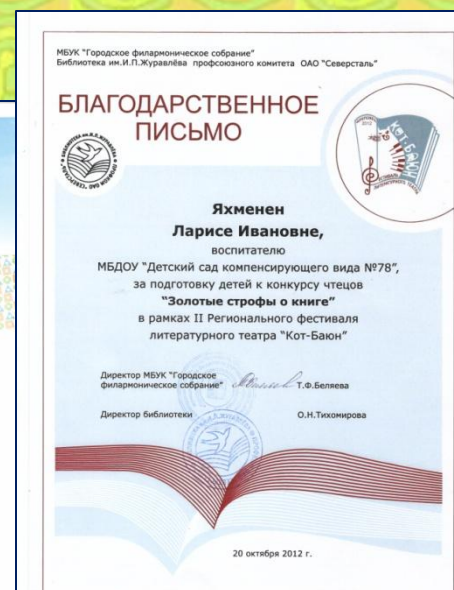 МБУК "Городское филармоническое собрание"
Библиотека им.И.П.Журавлёва профсоюзного комитета ОАО "Северсталь"
БЛАГОДАРСТВЕННОЕ
ПИСЬМО
КОТ-БАЮН
Яхменен
Ларисе Ивановне,
воспитателю
МБДОУ "Детский сад компенсирующего вида №78",
за подготовку детей к конкурсу чтецов
"Золотые строфы о книге"
в рамках II Регионального фестиваля
литературного театра "Кот-Баюн"
Директор МБУК "Городское
филармоническое собрание" Т.Ф.Беляева
Директор библиотеки О.Н.Тихомирова
20 октября 2012 г.